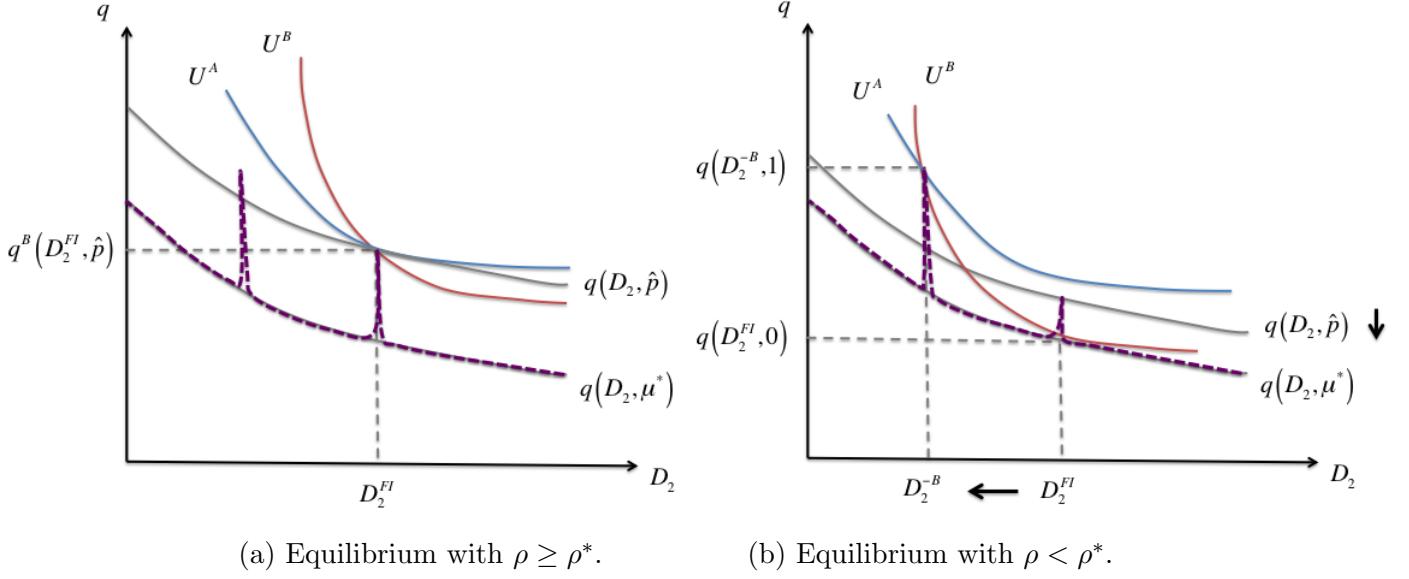 q
U^B
U^A
q^B(D_2^{FI}, p̂)
q(D_2, p̂)
q(D_2, μ*)
D_2^{FI}
D_2
(a) Equilibrium with ρ ≥ ρ*.
q
U^B
U^A
q(D_2^{-B}, 1)
q(D_2, p̂)
q(D_2^{FI}, 0)
q(D_2, μ*)
D_2^{-B}
D_2^{FI}
D_2
(b) Equilibrium with ρ < ρ*.